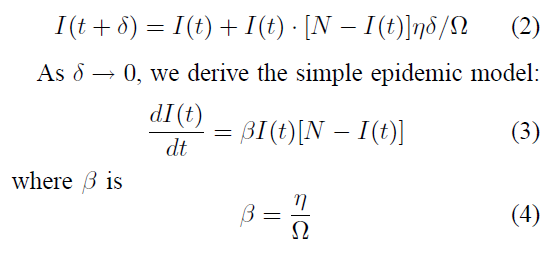 I(t + δ) = I(t) + I(t) · [N − I(t)]ηδ/Ω (2)
As δ → 0, we derive the simple epidemic model:
dI(t)/dt = βI(t)[N − I(t)] (3)
where β is
β = η/Ω (4)